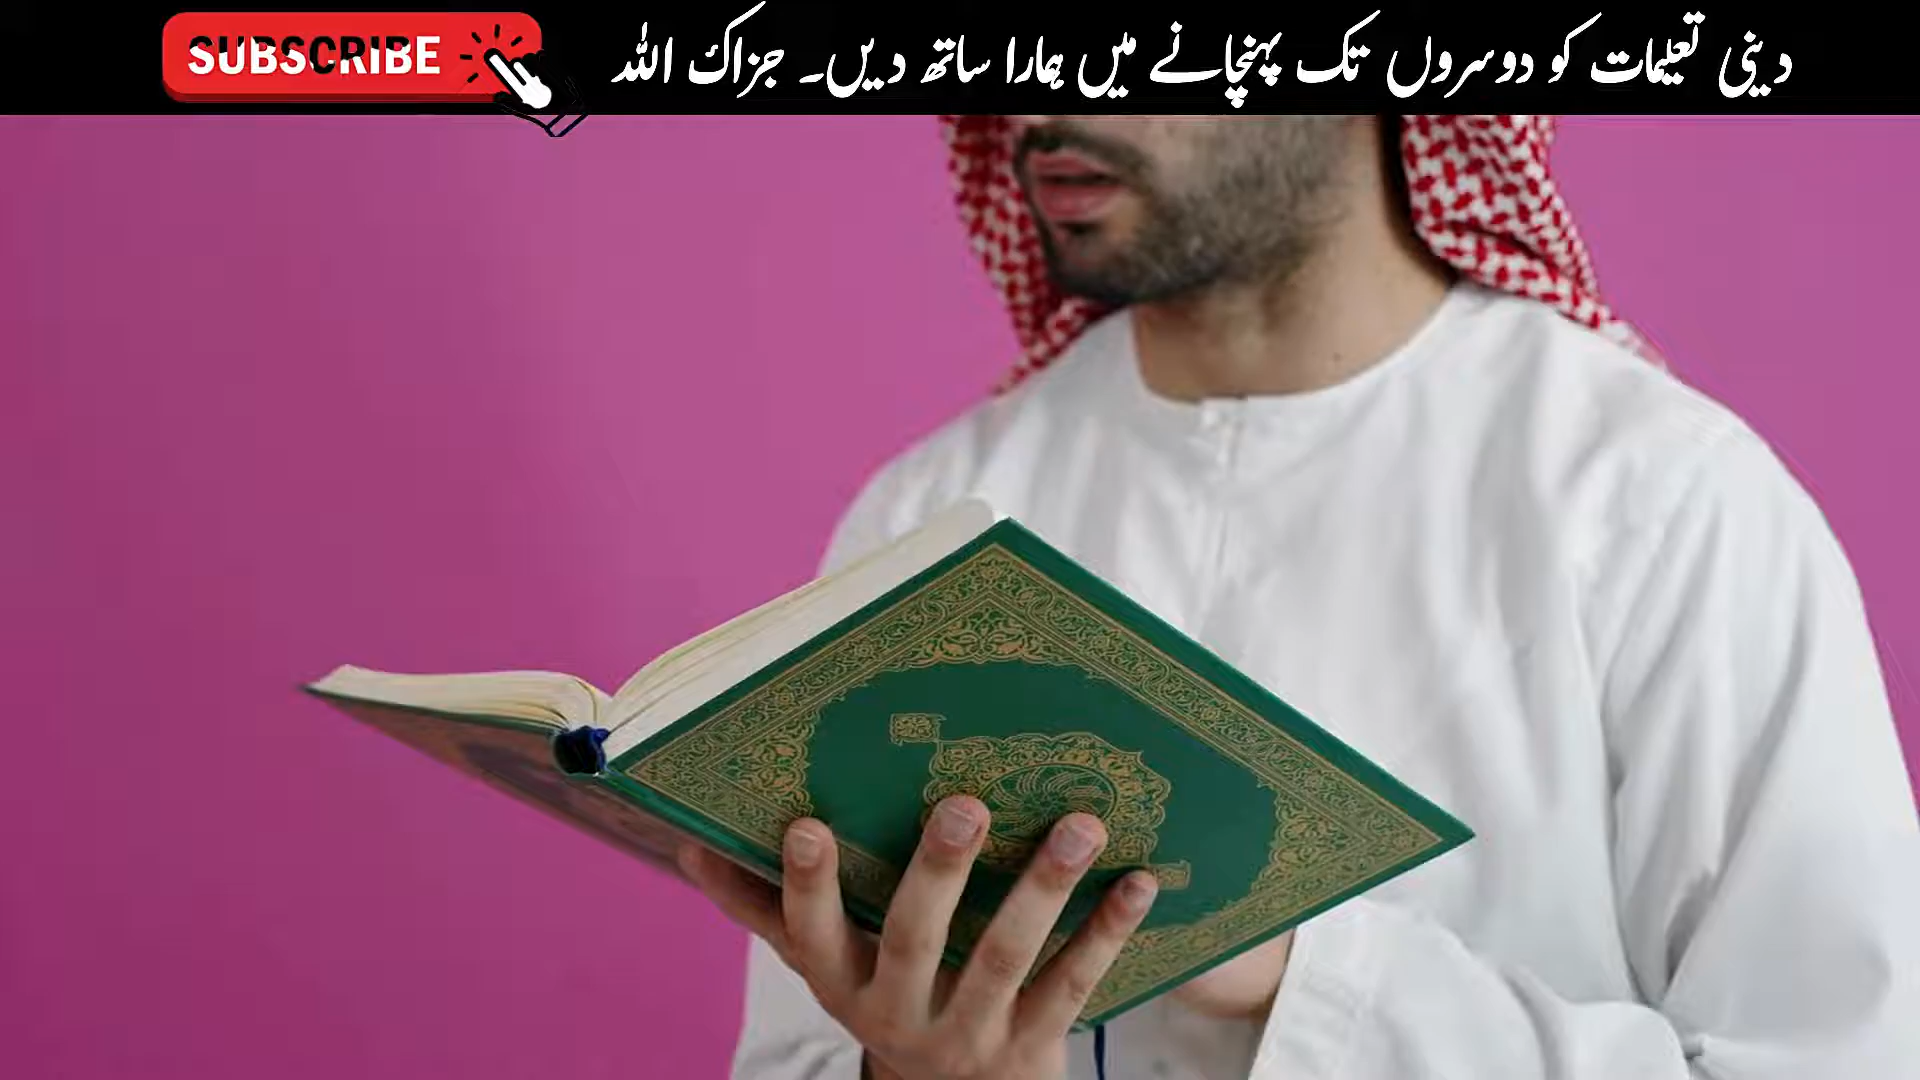 دینی تعلیمات کو دوسروں تک پہنچانے میں ہمارا ساتھ دیں۔ جزاک اللہ
SUBSCRIBE